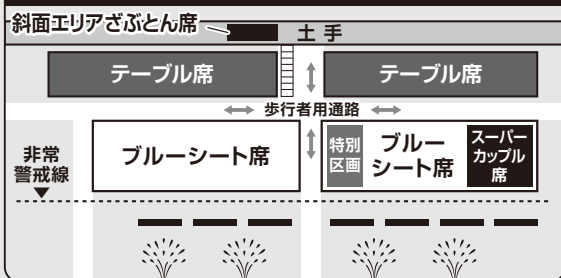 斜面エリアざぶとん席
土手
テーブル席
テーブル席
歩行者用通路
非常
警戒線
ブルーシート席
特別
区画
ブルー
シート席
スーパー
カップル
席